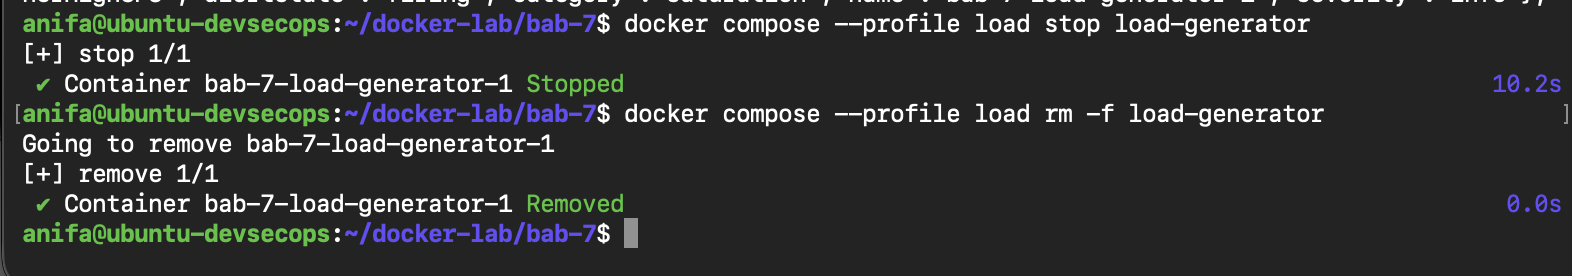 anifa@ubuntu-devsecops:~/docker-lab/bab-7$ docker compose --profile load stop load-generator
[+] stop 1/1
✔ Container bab-7-load-generator-1 Stopped 10.2s
[anifa@ubuntu-devsecops:~/docker-lab/bab-7$ docker compose --profile load rm -f load-generator ]
Going to remove bab-7-load-generator-1
[+] remove 1/1
✔ Container bab-7-load-generator-1 Removed 0.0s
anifa@ubuntu-devsecops:~/docker-lab/bab-7$